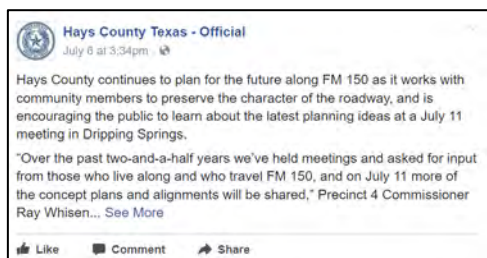 Hays County Texas - Official
July 6 at 3:34pm ·
Hays County continues to plan for the future along FM 150 as it works with
community members to preserve the character of the roadway, and is
encouraging the public to learn about the latest planning ideas at a July 11
meeting in Dripping Springs.
"Over the past two-and-a-half years we've held meetings and asked for input
from those who live along and who travel FM 150, and on July 11 more of
the concept plans and alignments will be shared," Precinct 4 Commissioner
Ray Whisen... See More
Like Comment Share